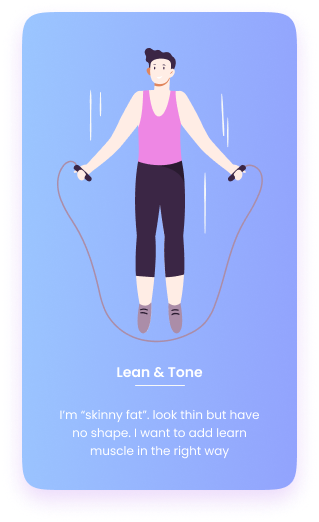 Lean & Tone
I'm “skinny fat”. look thin but have
no shape. I want to add learn
muscle in the right way